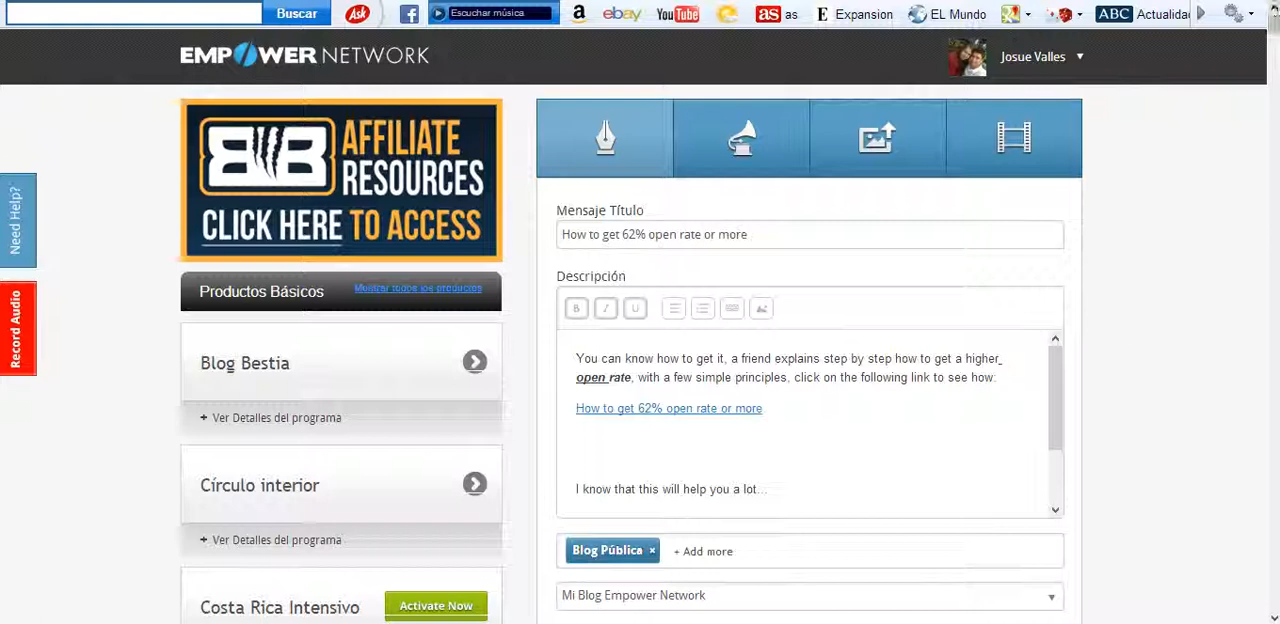 Buscar
Ask
Escuchar música
a
ebay
YouTube
as as
E Expansion
EL Mundo
ABC Actualidad
EMPOWER NETWORK
Josue Valles
Need Help?
Record Audio
BB AFFILIATE
RESOURCES
CLICK HERE TO ACCESS
Productos Básicos
Mostrar todos los productos
Blog Bestia
+ Ver Detalles del programa
Círculo interior
+ Ver Detalles del programa
Costa Rica Intensivo
Activate Now
Mensaje Título
How to get 62% open rate or more
Descripción
B I U
You can know how to get it, a friend explains step by step how to get a higher
open rate, with a few simple principles, click on the following link to see how:
How to get 62% open rate or more
I know that this will help you a lot...
Blog Pública ×
+ Add more
Mi Blog Empower Network